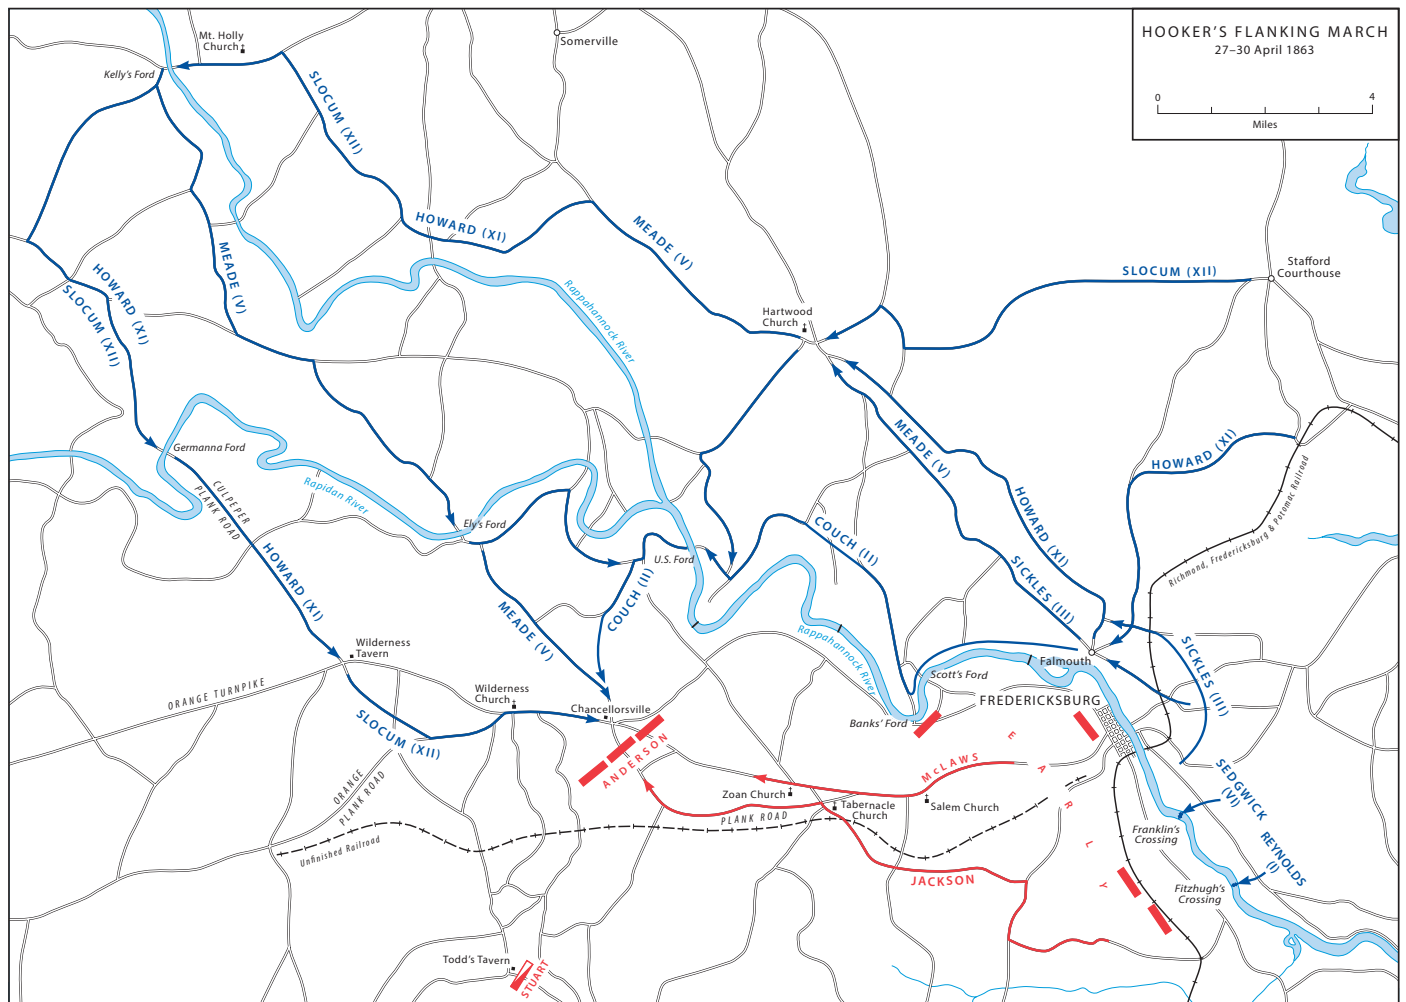 HOOKER'S FLANKING MARCH
27–30 April 1863
0
4
Miles
Mt. Holly
Church
Somerville
Kelly's Ford
SLOCUM (XII)
HOWARD (XI)
MEADE (V)
MEADE (V)
HOWARD (XI)
SLOCUM (XII)
Rappahannock River
Hartwood
Church
SLOCUM (XII)
Stafford
Courthouse
Germanna Ford
CULPEPER
PLANK ROAD
Rapidan River
Ely's Ford
MEADE (V)
HOWARD (XI)
HOWARD (XI)
Richmond, Fredericksburg & Potomac Railroad
COUCH (II)
U.S. Ford
SICKLES (III)
HOWARD (XI)
COUCH (II)
MEADE (V)
Wilderness
Tavern
Rappahannock River
Falmouth
SICKLES (III)
Scott's Ford
ORANGE TURNPIKE
Wilderness
Church
Chancellorsville
FREDERICKSBURG
Banks' Ford
SLOCUM (XII)
ANDERSON
EARLY
McLAWS
ORANGE
PLANK ROAD
Zoan Church
Tabernacle
Church
Salem Church
SEDGWICK
(VI)
PLANK ROAD
Unfinished Railroad
Franklin's
Crossing
REYNOLDS
(I)
JACKSON
Fitzhugh's
Crossing
Todd's Tavern
STUART